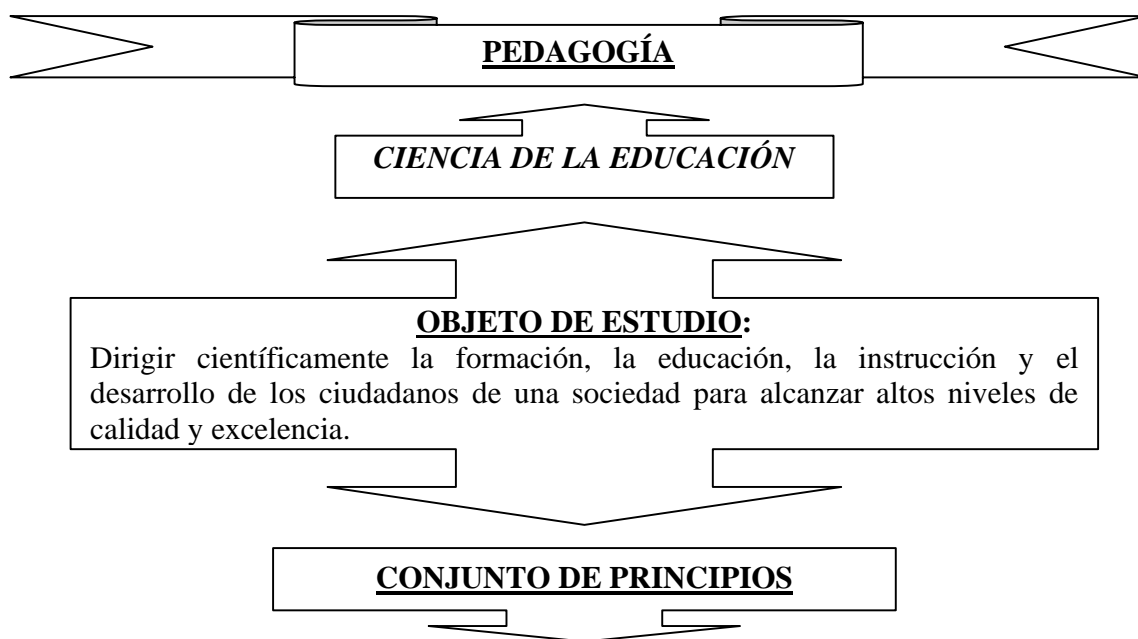 PEDAGOGÍA
CIENCIA DE LA EDUCACIÓN
OBJETO DE ESTUDIO:
Dirigir científicamente la formación, la educación, la instrucción y el
desarrollo de los ciudadanos de una sociedad para alcanzar altos niveles de
calidad y excelencia.
CONJUNTO DE PRINCIPIOS